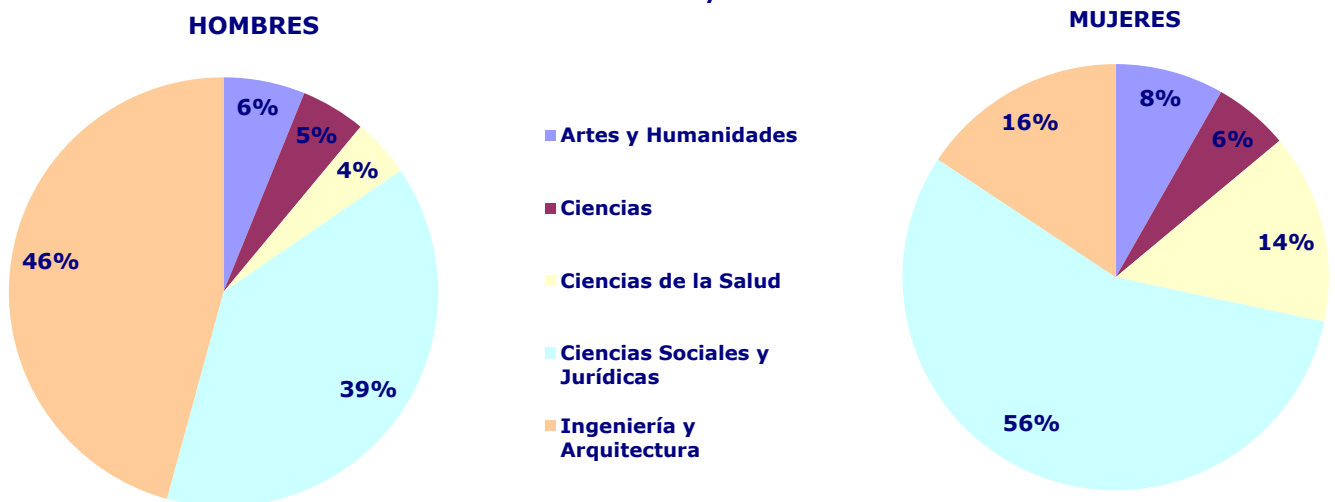 HOMBRES
6%
5%
4%
39%
46%
Artes y Humanidades
Ciencias
Ciencias de la Salud
Ciencias Sociales y
Jurídicas
Ingeniería y
Arquitectura
MUJERES
8%
6%
14%
56%
16%